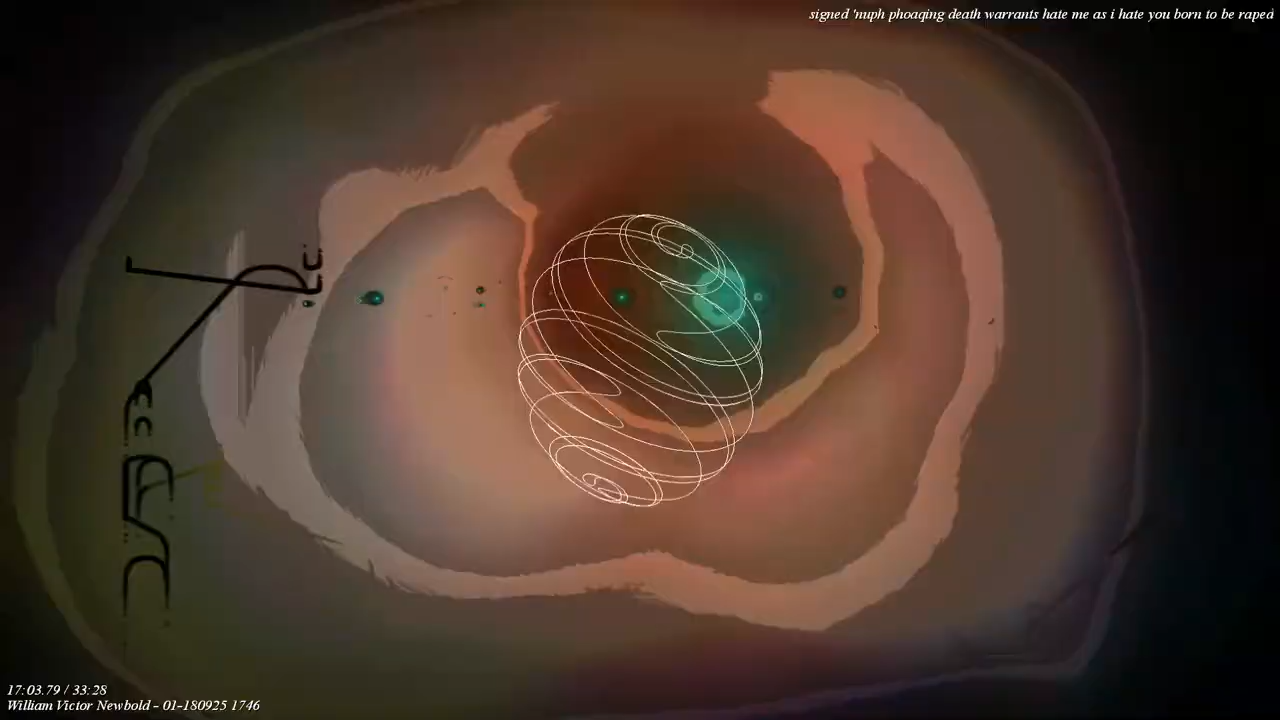 signed 'nuph phoaqing death warrants hate me as i hate you born to be raped
17:03.79 / 33:28
William Victor Newbold - 01-180925 1746